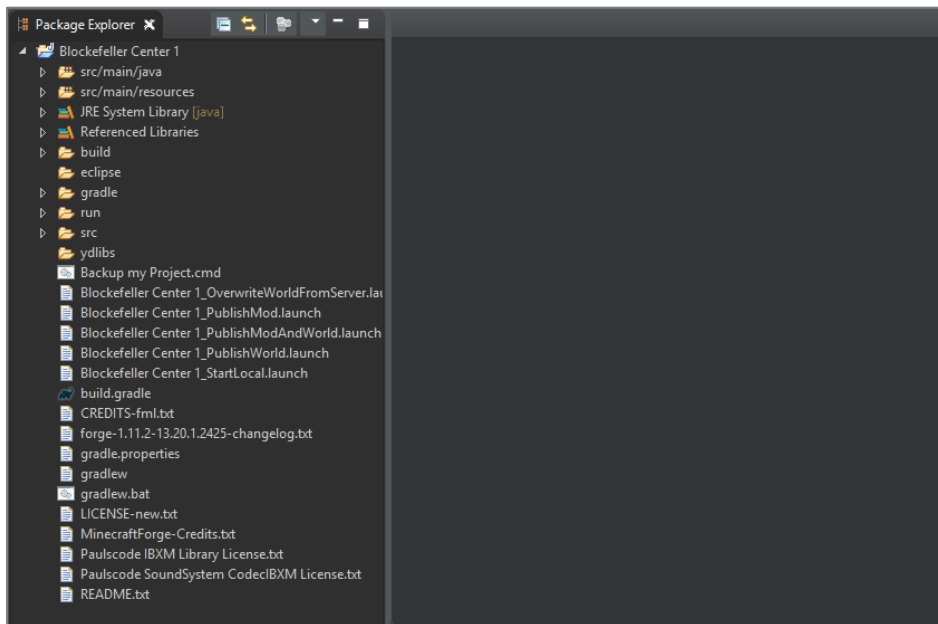 Package Explorer
Blockefeller Center 1
src/main/java
src/main/resources
JRE System Library [java]
Referenced Libraries
build
eclipse
gradle
run
src
ydlibs
Backup my Project.cmd
Blockefeller Center 1_OverwriteWorldFromServer.lau
Blockefeller Center 1_PublishMod.launch
Blockefeller Center 1_PublishModAndWorld.launch
Blockefeller Center 1_PublishWorld.launch
Blockefeller Center 1_StartLocal.launch
build.gradle
CREDITS-fml.txt
forge-1.11.2-13.20.1.2425-changelog.txt
gradle.properties
gradlew
gradlew.bat
LICENSE-new.txt
MinecraftForge-Credits.txt
Paulscode IBXM Library License.txt
Paulscode SoundSystem CodecIBXM License.txt
README.txt